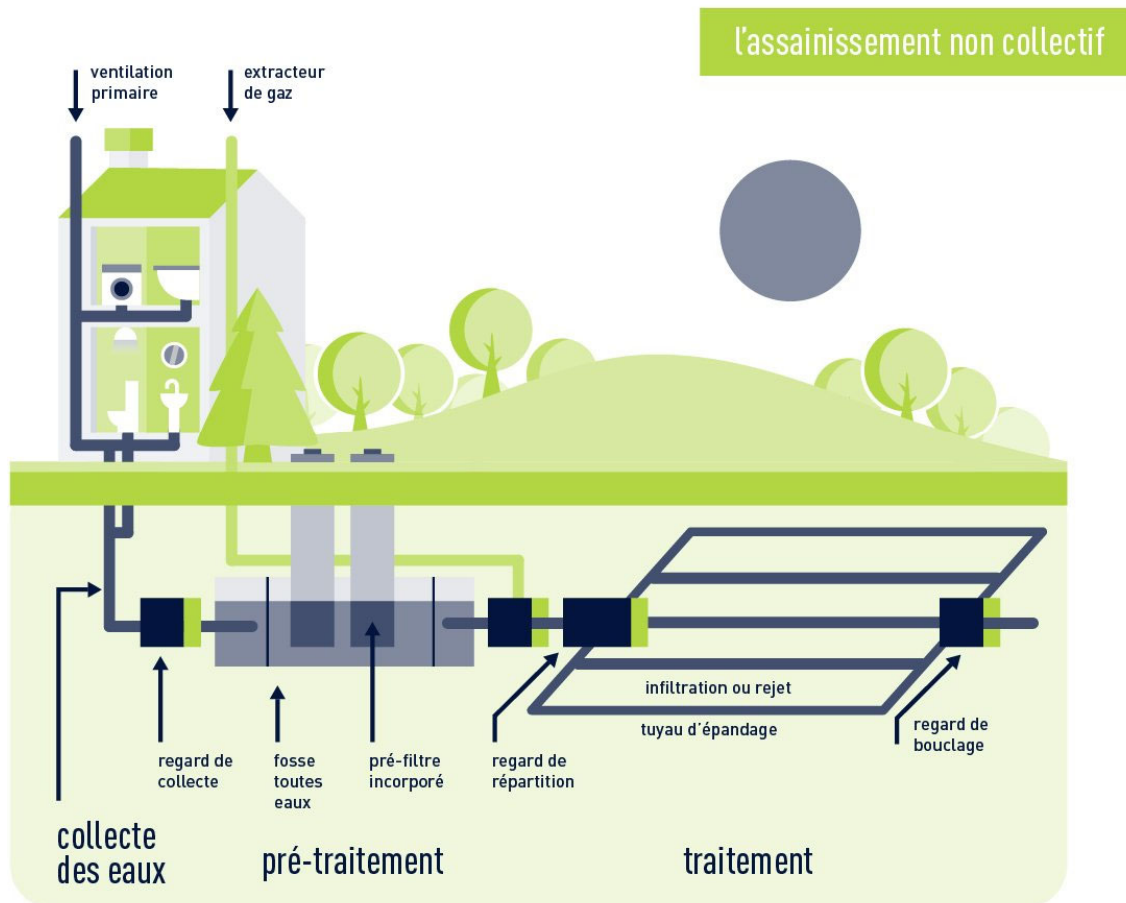 l'assainissement non collectif
ventilation
primaire
extracteur
de gaz
infiltration ou rejet
tuyau d'épandage
regard de
collecte
fosse
toutes
eaux
pré-filtre
incorporé
regard de
répartition
regard de
bouclage
collecte
des eaux
pré-traitement
traitement